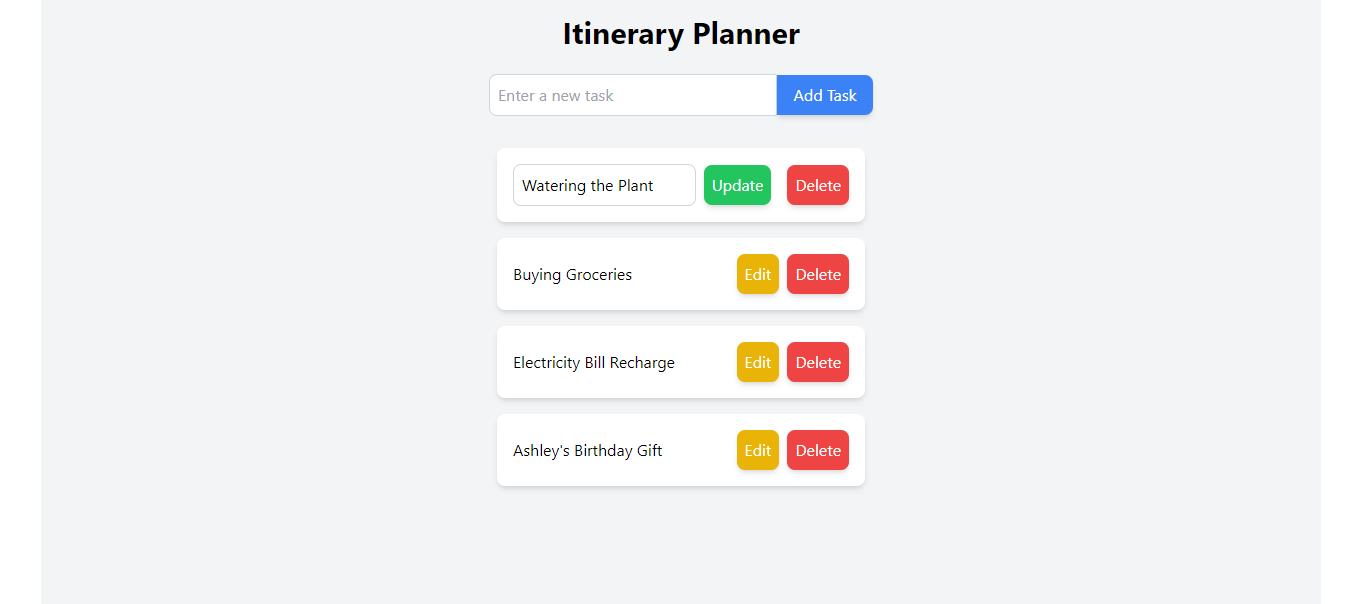 Itinerary Planner
Enter a new task Add Task
Watering the Plant Update Delete
Buying Groceries Edit Delete
Electricity Bill Recharge Edit Delete
Ashley's Birthday Gift Edit Delete